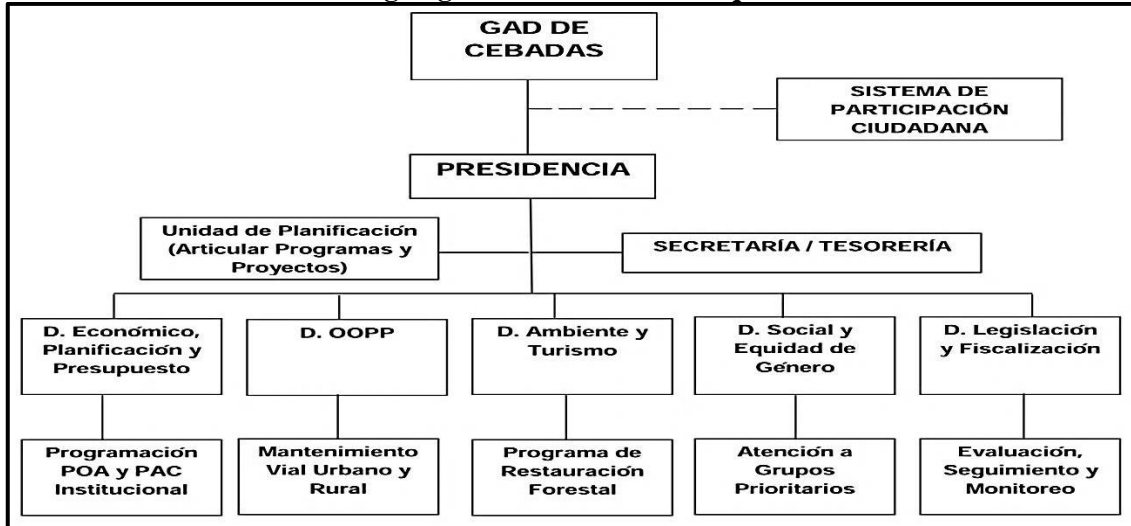 GAD DE
CEBADAS
SISTEMA DE
PARTICIPACIÓN
CIUDADANA
PRESIDENCIA
Unidad de Planificación
(Articular Programas y
Proyectos)
SECRETARÍA / TESORERÍA
D. Económico,
Planificación y
Presupuesto
D. OOPP
D. Ambiente y
Turismo
D. Social y
Equidad de
Género
D. Legislación
y Fiscalización
Programación
POA y PAC
Institucional
Mantenimiento
Vial Urbano y
Rural
Programa de
Restauración
Forestal
Atención a
Grupos
Prioritarios
Evaluación,
Seguimiento y
Monitoreo